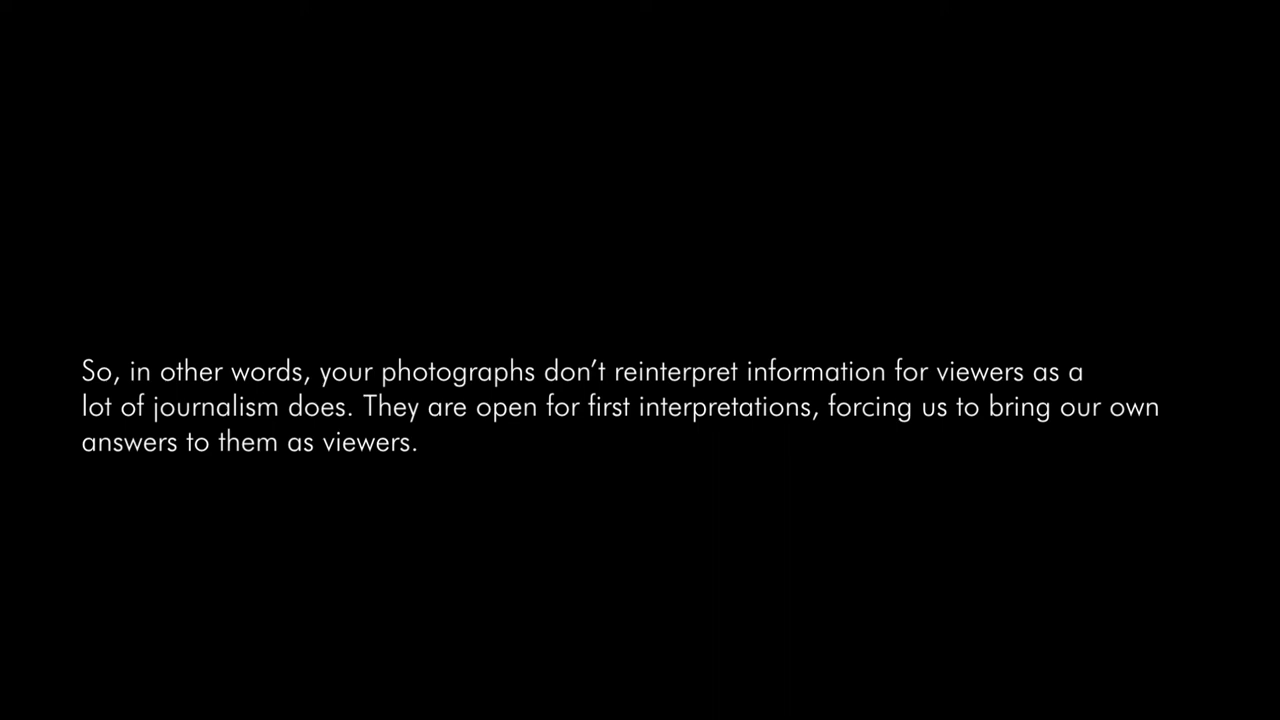 So, in other words, your photographs don’t reinterpret information for viewers as a
lot of journalism does. They are open for first interpretations, forcing us to bring our own
answers to them as viewers.